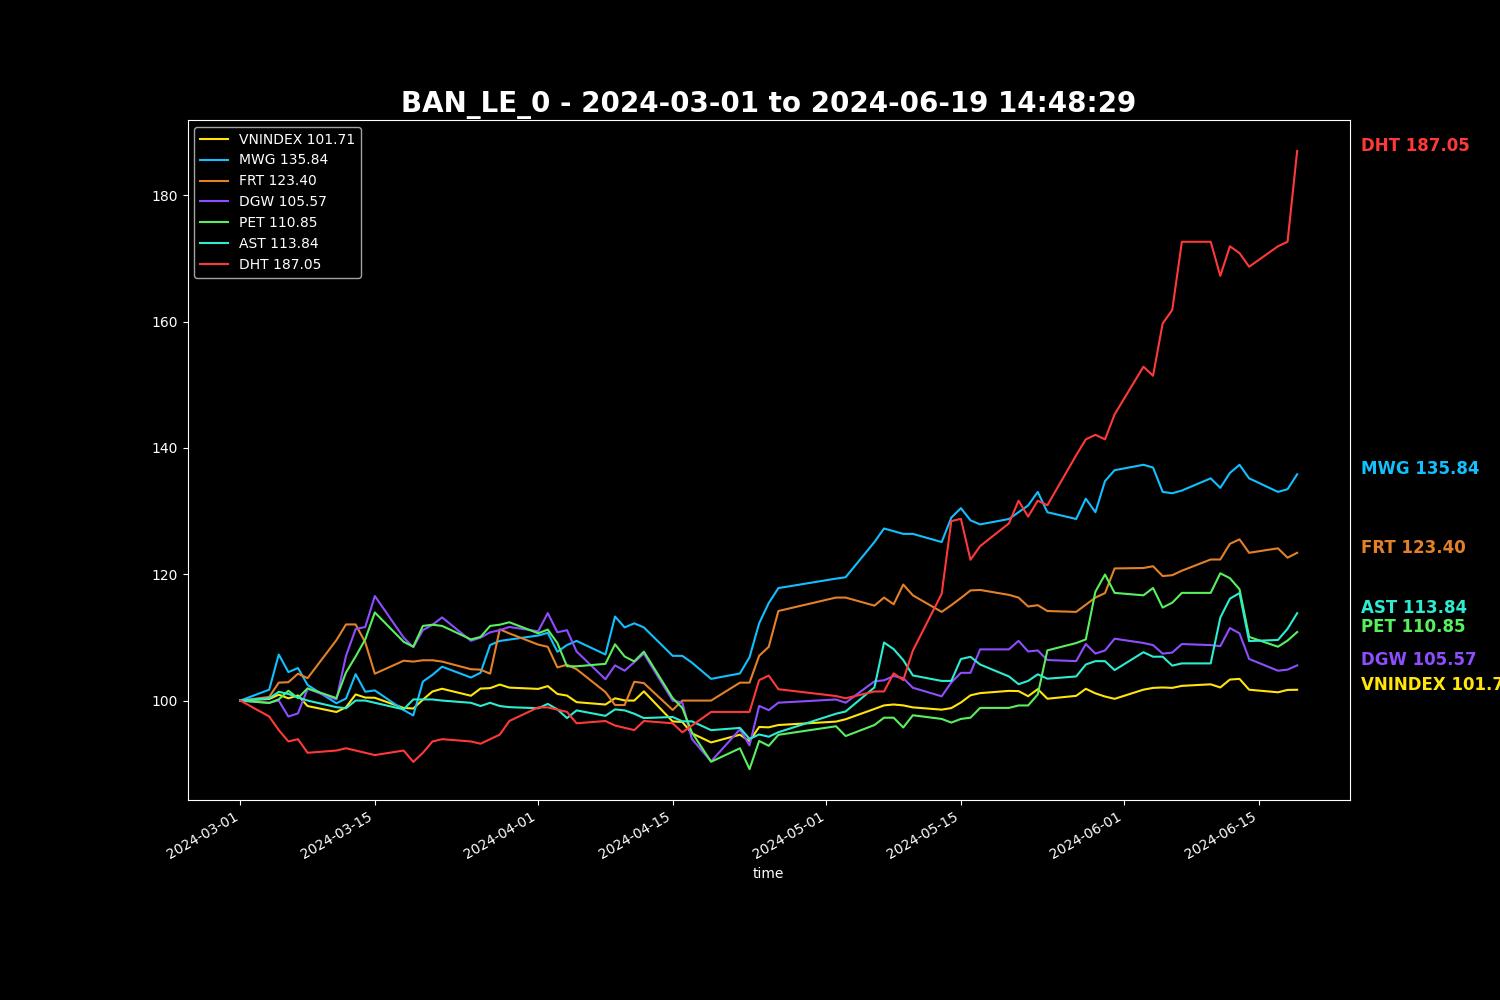 BAN_LE_0 - 2024-03-01 to 2024-06-19 14:48:29
VNINDEX 101.71
MWG 135.84
FRT 123.40
DGW 105.57
PET 110.85
AST 113.84
DHT 187.05
180
160
140
120
100
DHT 187.05
MWG 135.84
FRT 123.40
AST 113.84
PET 110.85
DGW 105.57
VNINDEX 101.7
2024-03-01
2024-03-15
2024-04-01
2024-04-15
2024-05-01
2024-05-15
2024-06-01
2024-06-15
time